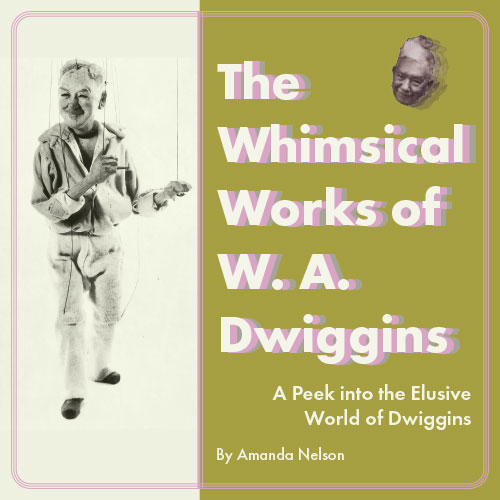 The
Whimsical
Works of
W. A.
Dwiggins
A Peek into the Elusive
World of Dwiggins
By Amanda Nelson